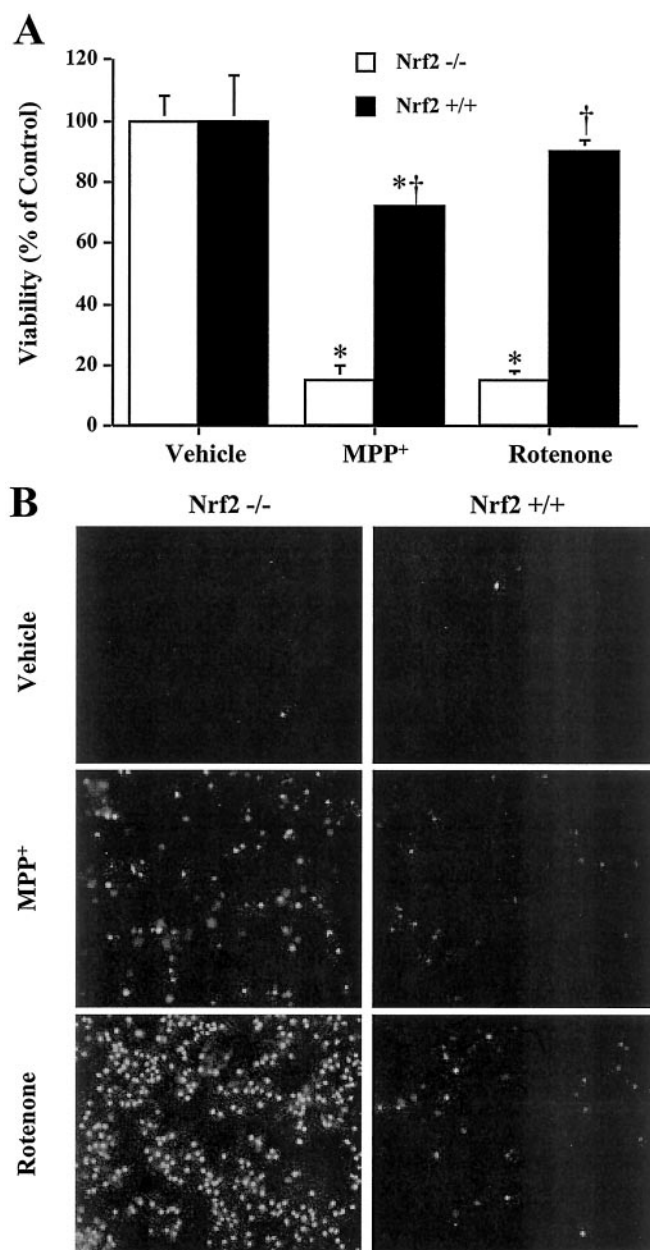 A
120
100
80
60
40
20
0
Viability (% of Control)
Nrf2 -/-
Nrf2 +/+
*
*†
*
†
Vehicle
MPP+
Rotenone
B
Nrf2 -/-
Nrf2 +/+
Vehicle
MPP+
Rotenone